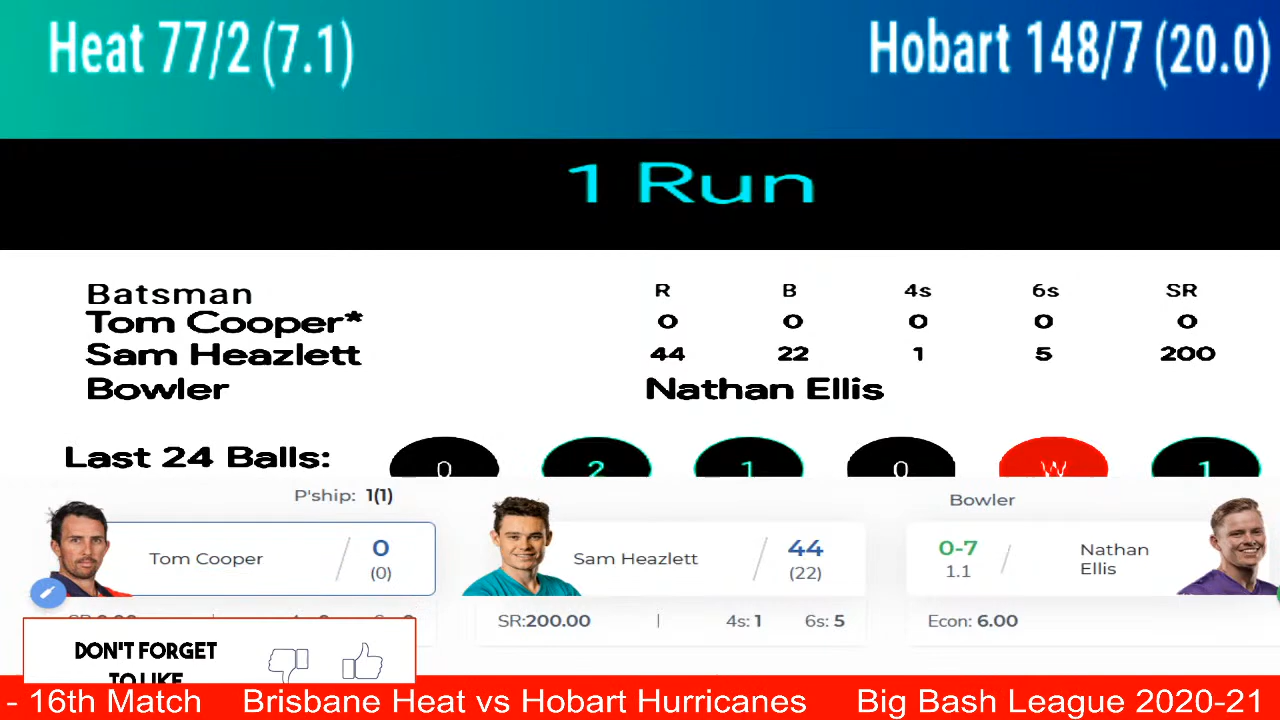 Heat 77/2 (7.1)
Hobart 148/7 (20.0)
1 Run
Batsman R B 4s 6s SR
Tom Cooper* 0 0 0 0 0
Sam Heazlett 44 22 1 5 200
Bowler Nathan Ellis
Last 24 Balls: 0 2 1 0 W 1
P'ship: 1(1)
Tom Cooper 0 (0)
Sam Heazlett 44 (22)
SR:200.00 | 4s: 1 6s: 5
Bowler
0-7 1.1 Nathan Ellis
Econ: 6.00
DON'T FORGET
TO LIKE
- 16th Match Brisbane Heat vs Hobart Hurricanes Big Bash League 2020-21